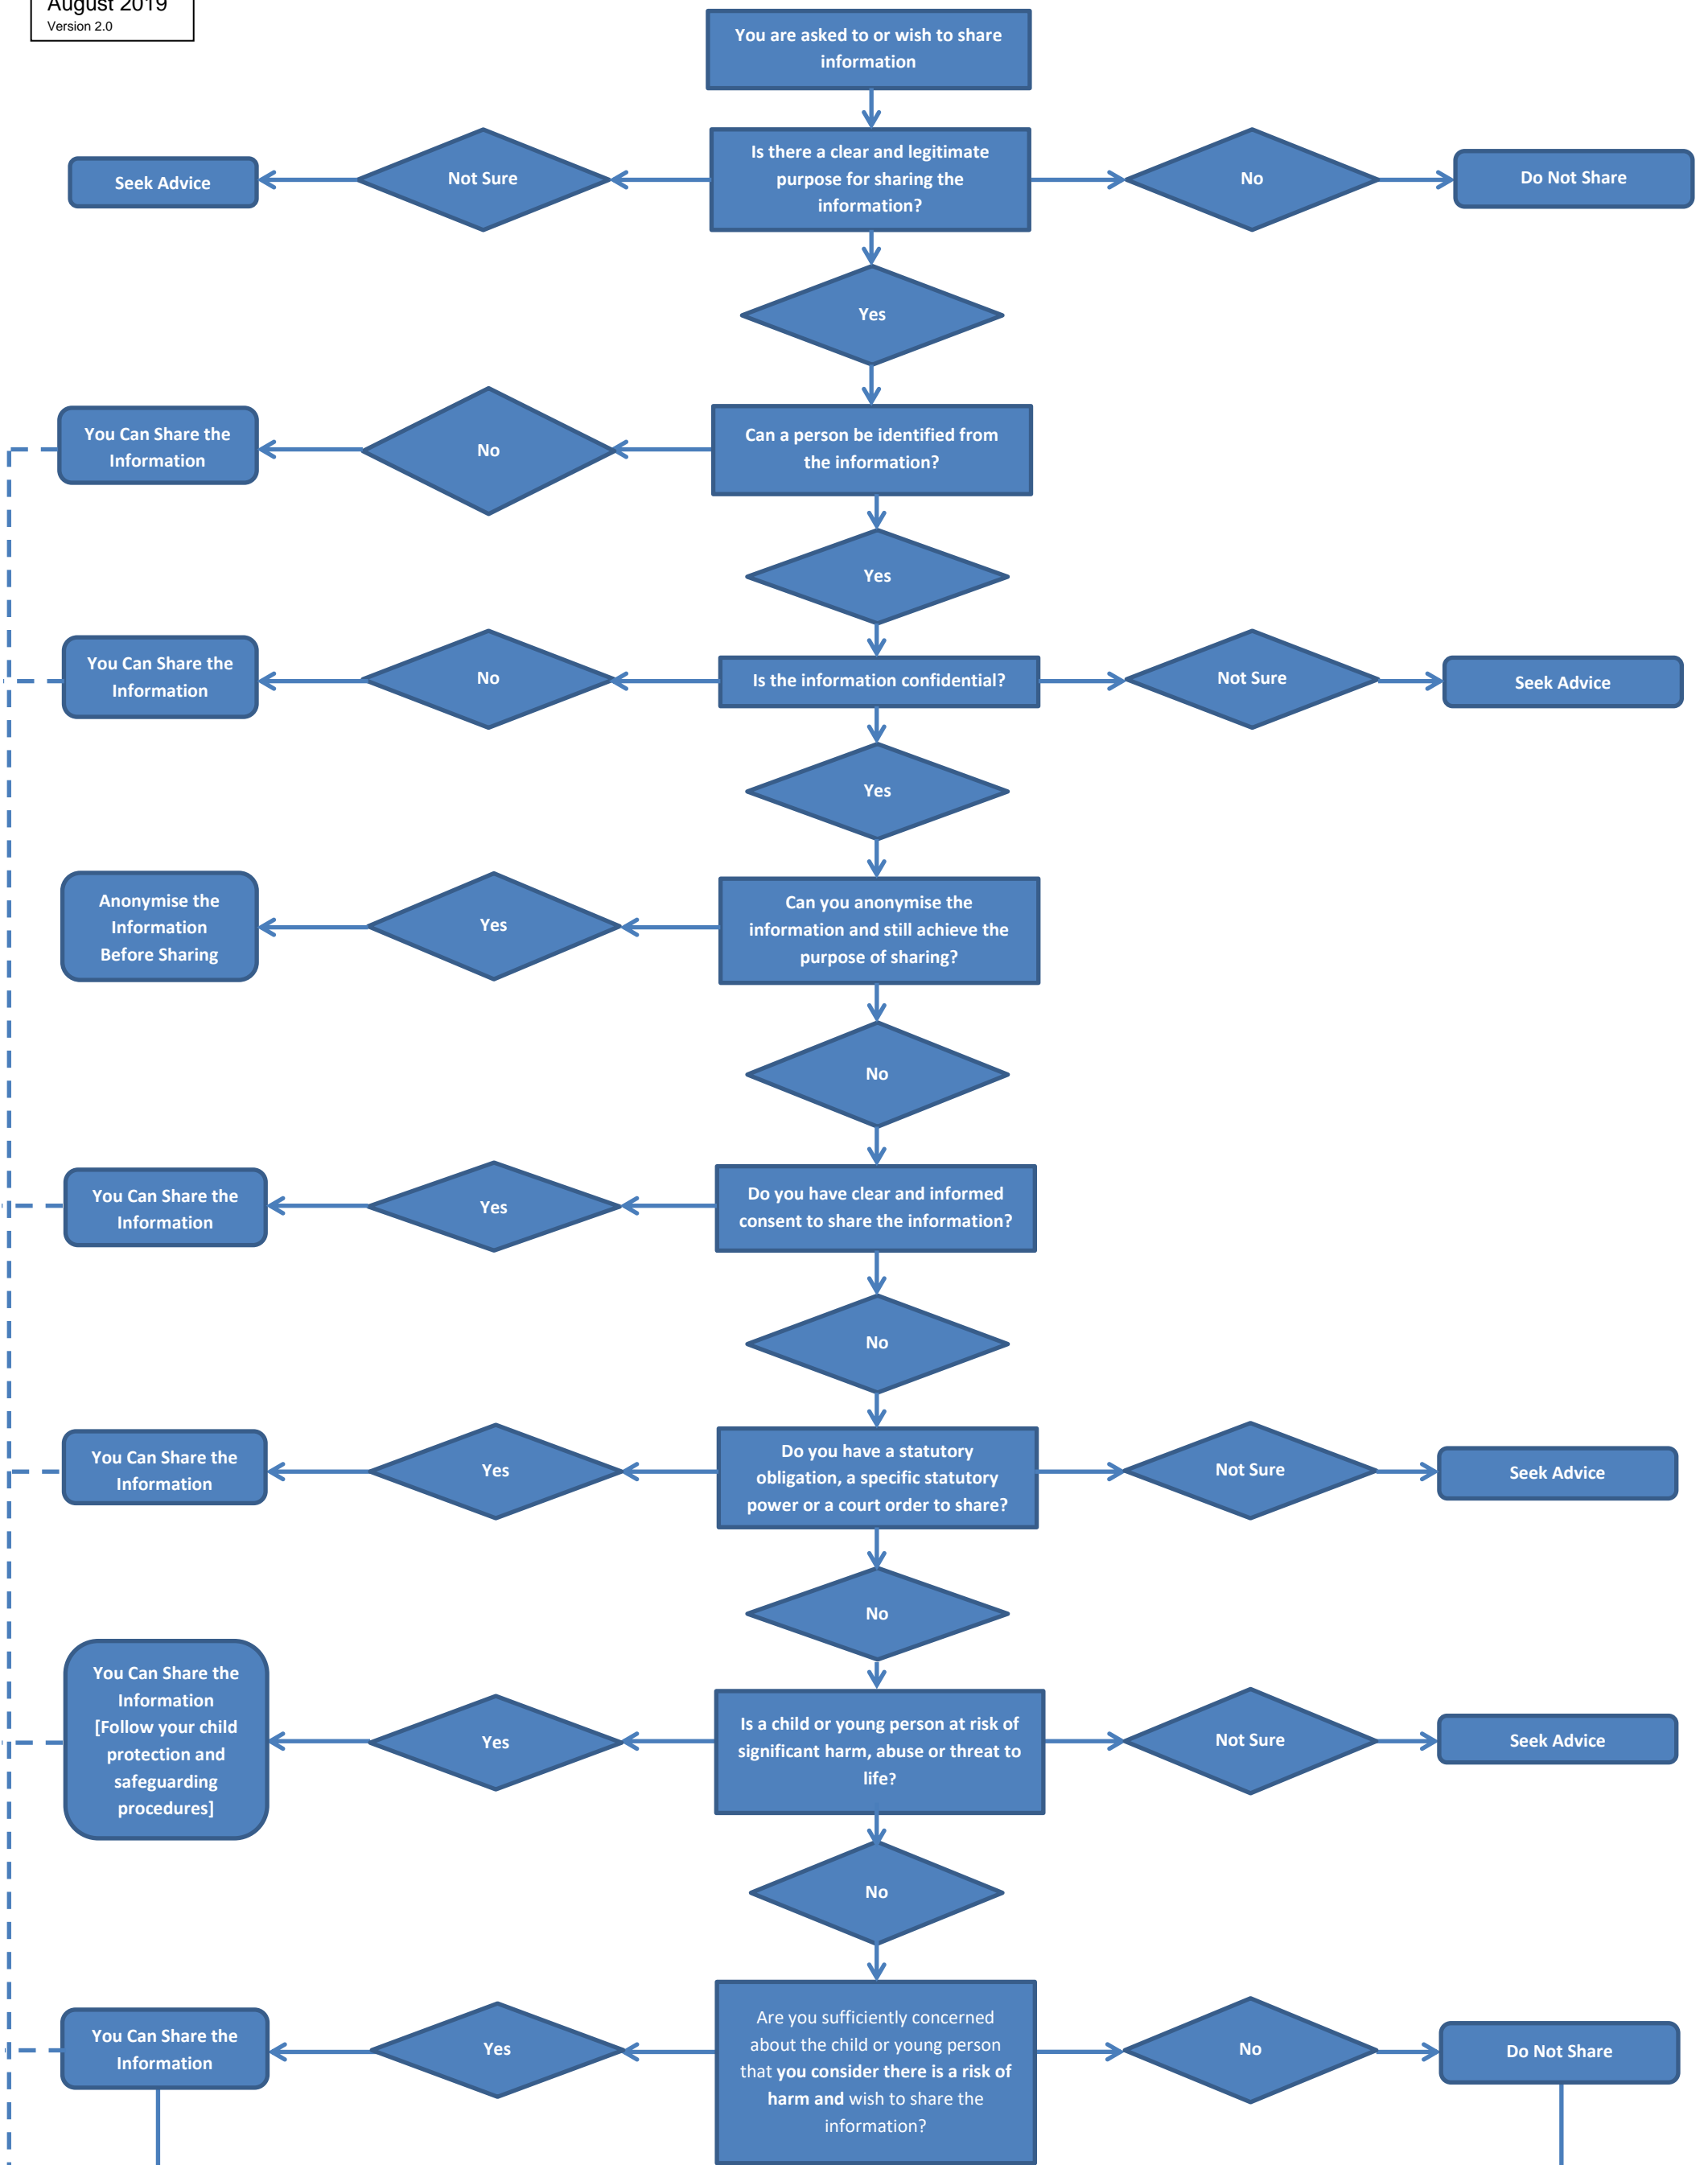 August 2019
Version 2.0
You are asked to or wish to share
information
Seek Advice
Not Sure
Is there a clear and legitimate
purpose for sharing the
information?
No
Do Not Share
Yes
You Can Share the
Information
No
Can a person be identified from
the information?
Yes
You Can Share the
Information
No
Is the information confidential?
Not Sure
Seek Advice
Yes
Anonymise the
Information
Before Sharing
Yes
Can you anonymise the
information and still achieve the
purpose of sharing?
No
You Can Share the
Information
Yes
Do you have clear and informed
consent to share the information?
No
You Can Share the
Information
Yes
Do you have a statutory
obligation, a specific statutory
power or a court order to share?
Not Sure
Seek Advice
No
You Can Share the
Information
[Follow your child
protection and
safeguarding
procedures]
Yes
Is a child or young person at risk of
significant harm, abuse or threat to
life?
Not Sure
Seek Advice
No
You Can Share the
Information
Yes
Are you sufficiently concerned
about the child or young person
that you consider there is a risk of
harm and wish to share the
information?
No
Do Not Share